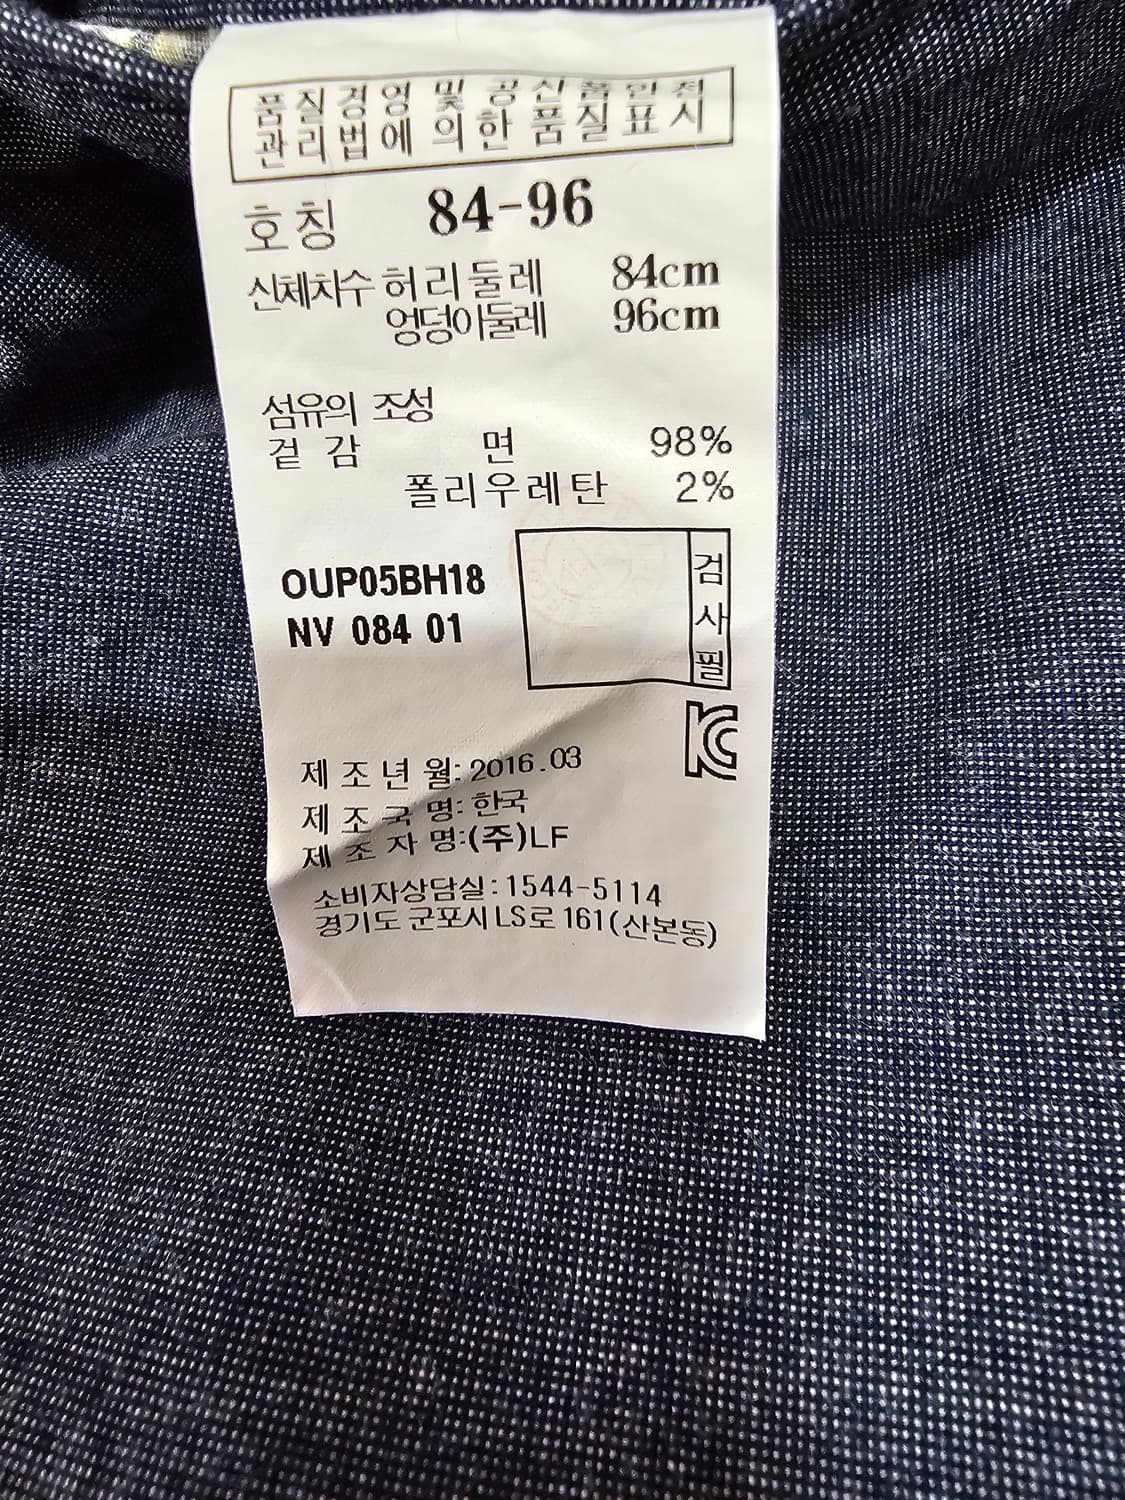 품질경영 및 공산품안전
관리법에 의한 품질표시
호칭 84-96
신체치수 허리둘레 84cm
엉덩이둘레 96cm
섬유의 조성
겉감 면 98%
폴리우레탄 2%
OUP05BH18
NV 084 01
검사필
KC
제조년월: 2016.03
제조국명: 한국
제조자명:(주)LF
소비자상담실:1544-5114
경기도 군포시 LS로 161(산본동)